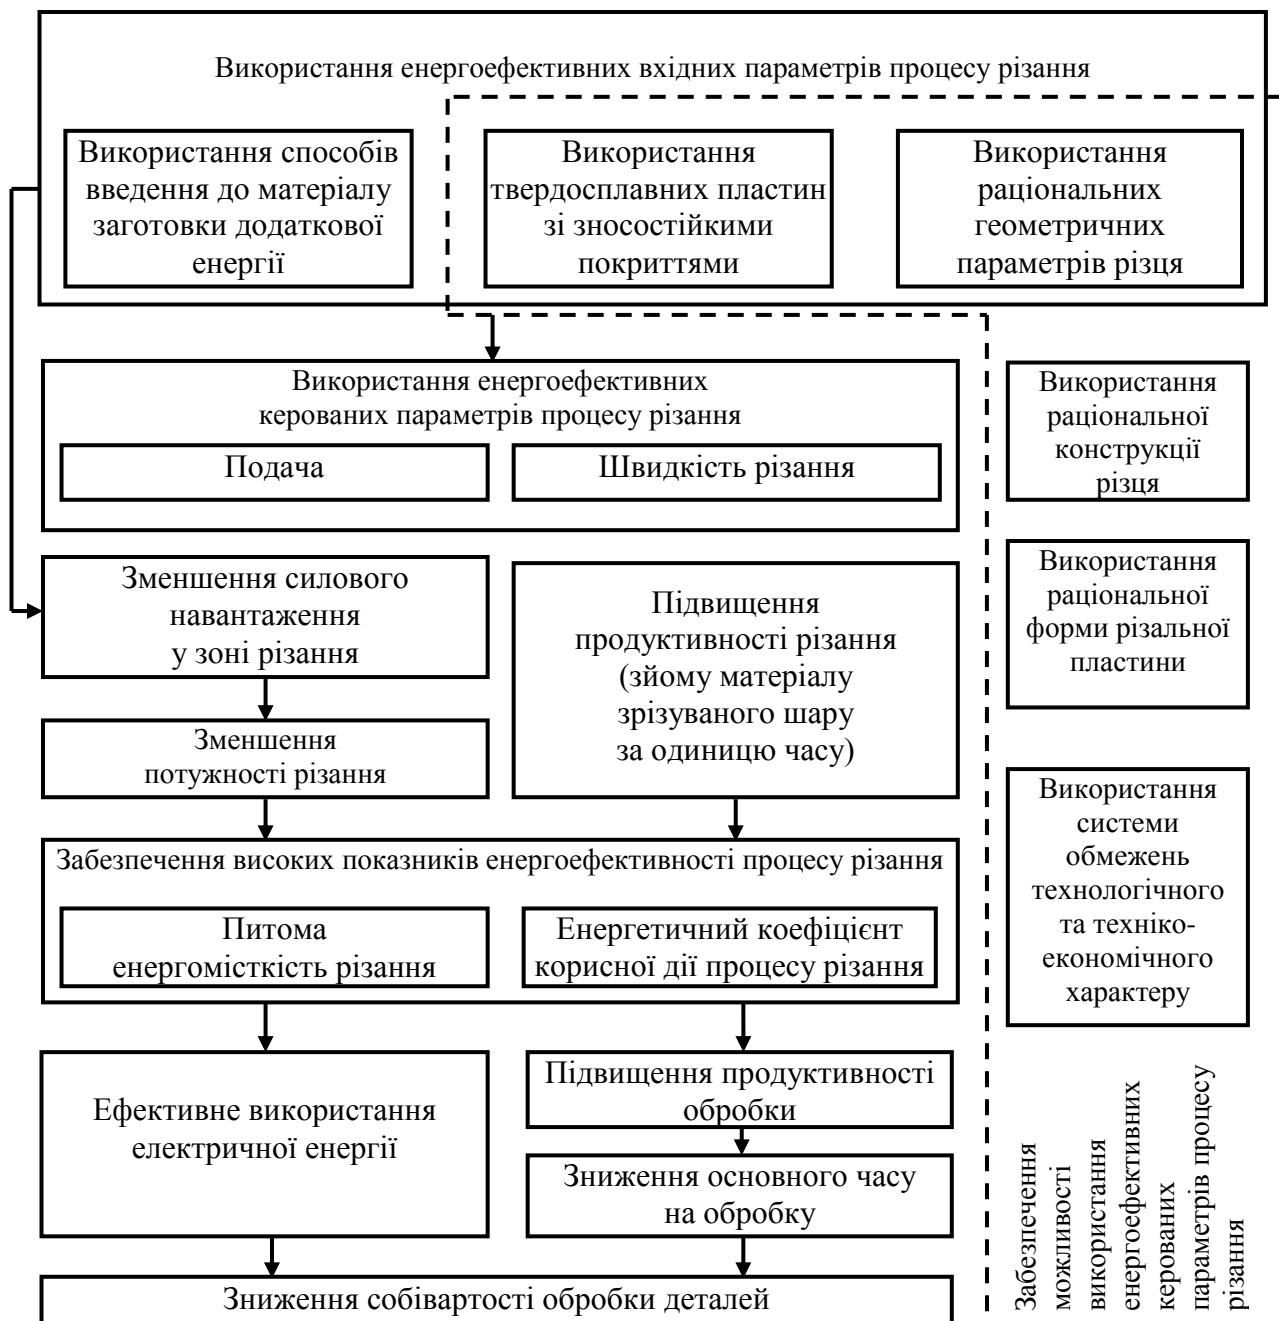 Використання енергоефективних вхідних параметрів процесу різання
Використання способів
введення до матеріалу
заготовки додаткової
енергії
Використання
твердосплавних пластин
зі зносостійкими
покриттями
Використання
раціональних
геометричних
параметрів різця
Використання енергоефективних
керованих параметрів процесу різання
Подача
Швидкість різання
Використання
раціональної
конструкції
різця
Зменшення силового
навантаження
у зоні різання
Підвищення
продуктивності різання
(зйому матеріалу
зрізуваного шару
за одиницю часу)
Використання
раціональної
форми різальної
пластини
Зменшення
потужності різання
Використання
системи
обмежень
технологічного
та техніко-
економічного
характеру
Забезпечення високих показників енергоефективності процесу різання
Питома
енергомісткість різання
Енергетичний коефіцієнт
корисної дії процесу різання
Ефективне використання
електричної енергії
Підвищення продуктивності
обробки
Зниження основного часу
на обробку
Зниження собівартості обробки деталей
Забезпечення
можливості
використання
енергоефективних
керованих
параметрів процесу
різання